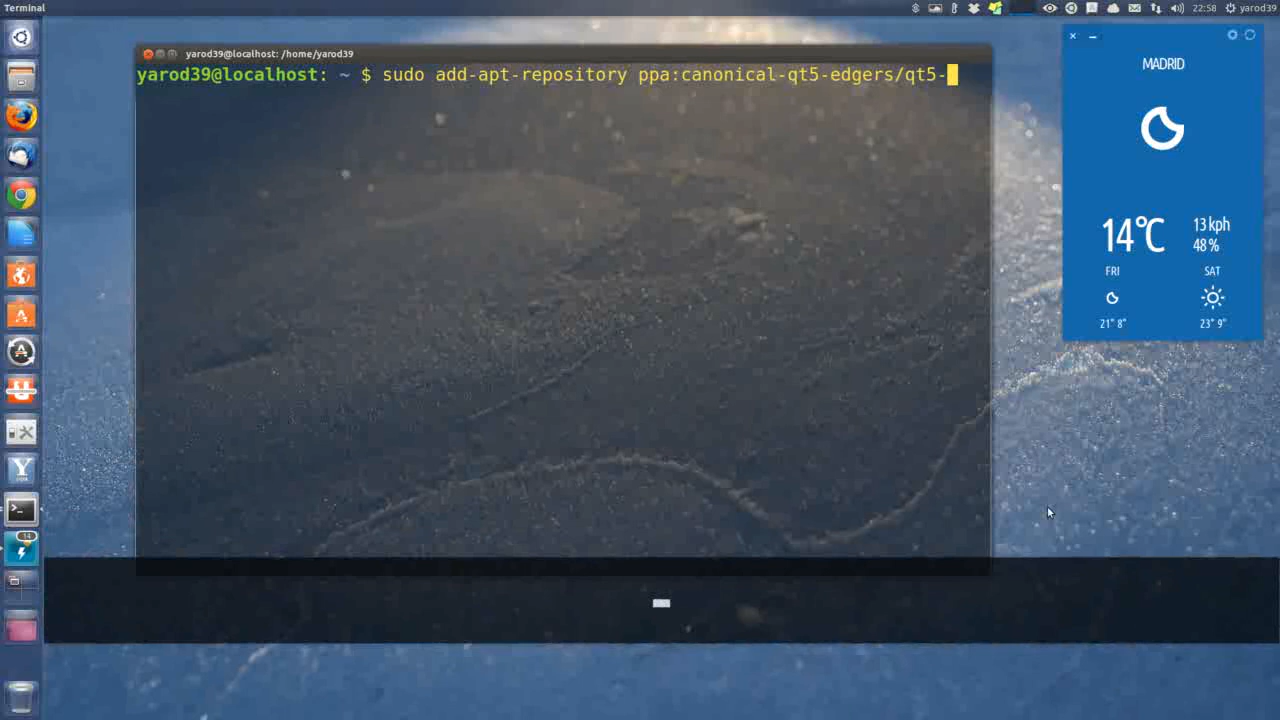 Terminal
22:58
yarod39
yarod39@localhost: /home/yarod39
yarod39@localhost: ~ $ sudo add-apt-repository ppa:canonical-qt5-edgers/qt5-
MADRID
14℃
13 kph
48 %
FRI
SAT
21° 8°
23° 9°
14